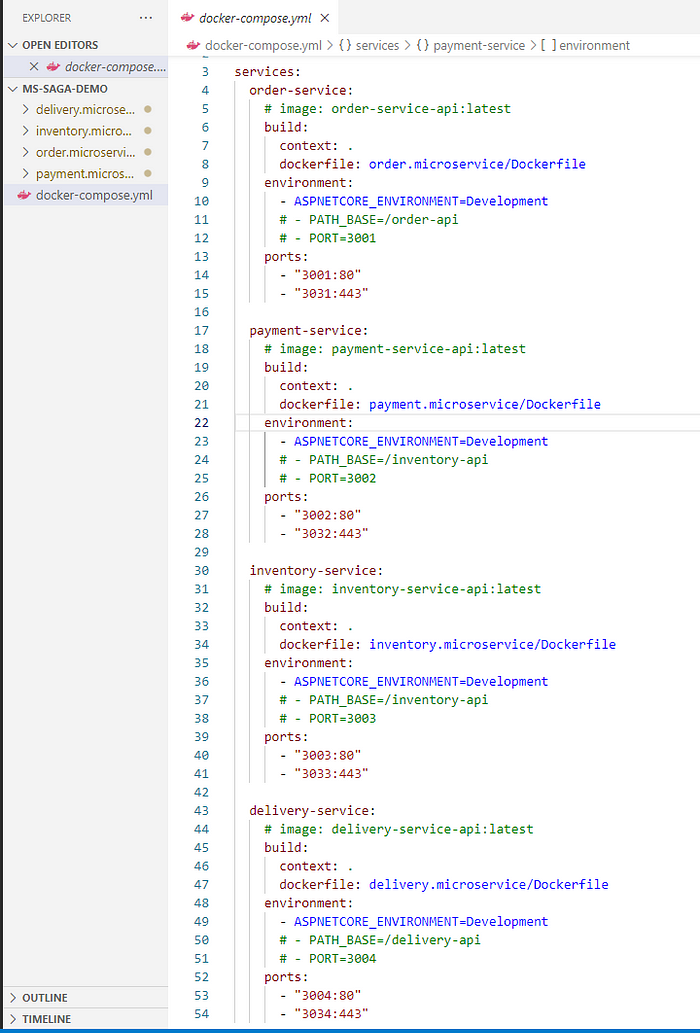 EXPLORER ...
OPEN EDITORS
docker-compose....
MS-SAGA-DEMO
delivery.microse...
inventory.micro...
order.microservi...
payment.micros...
docker-compose.yml
OUTLINE
TIMELINE
docker-compose.yml
docker-compose.yml > {} services > {} payment-service > [ ] environment
3 services:
4 order-service:
5 # image: order-service-api:latest
6 build:
7 context: .
8 dockerfile: order.microservice/Dockerfile
9 environment:
10 - ASPNETCORE_ENVIRONMENT=Development
11 # - PATH_BASE=/order-api
12 # - PORT=3001
13 ports:
14 - "3001:80"
15 - "3031:443"
16
17 payment-service:
18 # image: payment-service-api:latest
19 build:
20 context: .
21 dockerfile: payment.microservice/Dockerfile
22 environment:
23 - ASPNETCORE_ENVIRONMENT=Development
24 # - PATH_BASE=/inventory-api
25 # - PORT=3002
26 ports:
27 - "3002:80"
28 - "3032:443"
29
30 inventory-service:
31 # image: inventory-service-api:latest
32 build:
33 context: .
34 dockerfile: inventory.microservice/Dockerfile
35 environment:
36 - ASPNETCORE_ENVIRONMENT=Development
37 # - PATH_BASE=/inventory-api
38 # - PORT=3003
39 ports:
40 - "3003:80"
41 - "3033:443"
42
43 delivery-service:
44 # image: delivery-service-api:latest
45 build:
46 context: .
47 dockerfile: delivery.microservice/Dockerfile
48 environment:
49 - ASPNETCORE_ENVIRONMENT=Development
50 # - PATH_BASE=/delivery-api
51 # - PORT=3004
52 ports:
53 - "3004:80"
54 - "3034:443"